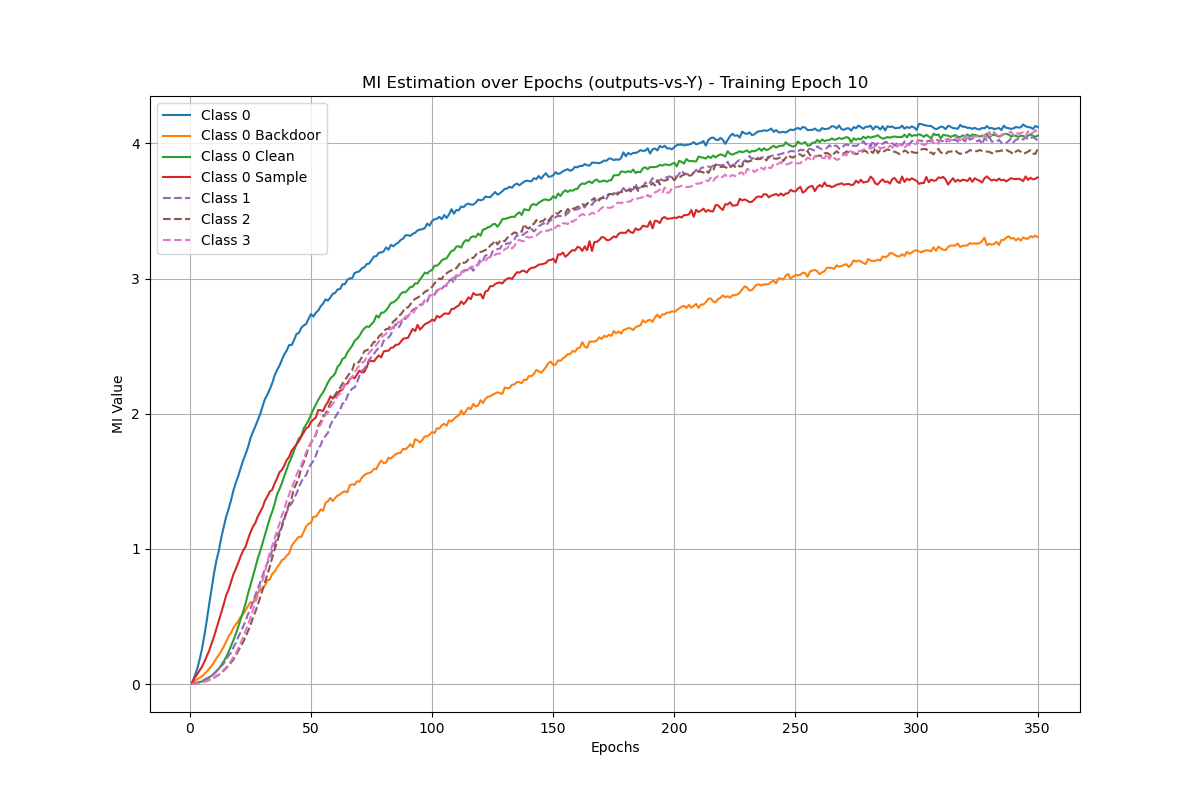 MI Estimation over Epochs (outputs-vs-Y) - Training Epoch 10
Class 0
Class 0 Backdoor
Class 0 Clean
Class 0 Sample
Class 1
Class 2
Class 3
MI Value
4
3
2
1
0
0 50 100 150 200 250 300 350
Epochs